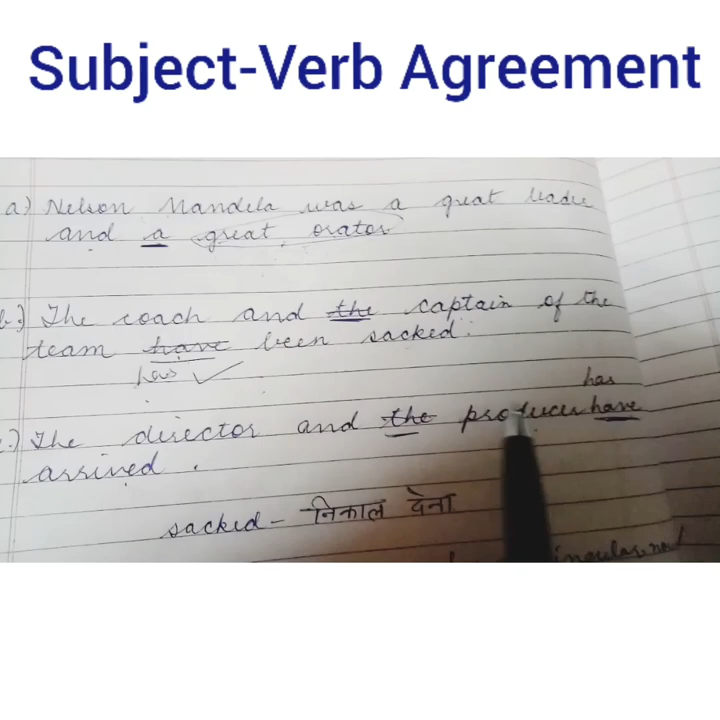 Subject-Verb Agreement
a) Nelson Mandela was a great leader
and a great orator
b.) The coach and the captain of the
team have been sacked.
has ✓
has
c.) The director and the producer have
arrived.
sacked - निकाल देना